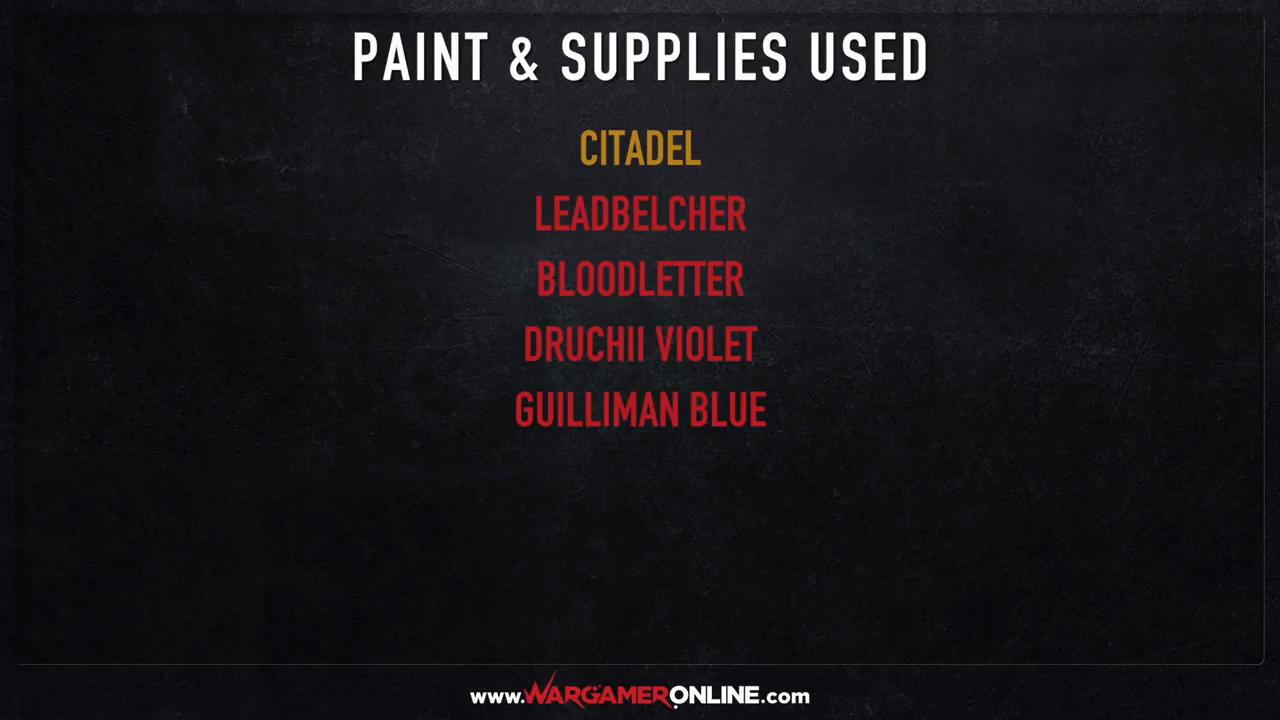 PAINT & SUPPLIES USED
CITADEL
LEADBELCHER
BLOODLETTER
DRUCHII VIOLET
GUILLIMAN BLUE
www.WARGAMERONLINE.com